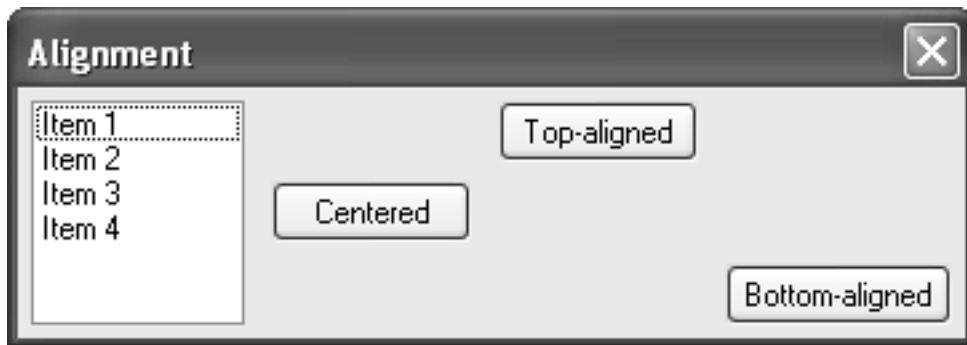 Alignment
Item 1
Item 2
Item 3
Item 4
Top-aligned
Centered
Bottom-aligned